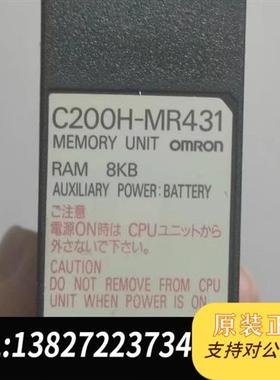 C200H-MR431
MEMORY UNIT OMRON
RAM 8KB
AUXILIARY POWER:BATTERY
ご注意
電源ON時は CPUユニットから
外さないで下さい。
CAUTION
DO NOT REMOVE FROM CPU
UNIT WHEN POWER IS ON
:13827223734
原装正
支持对公